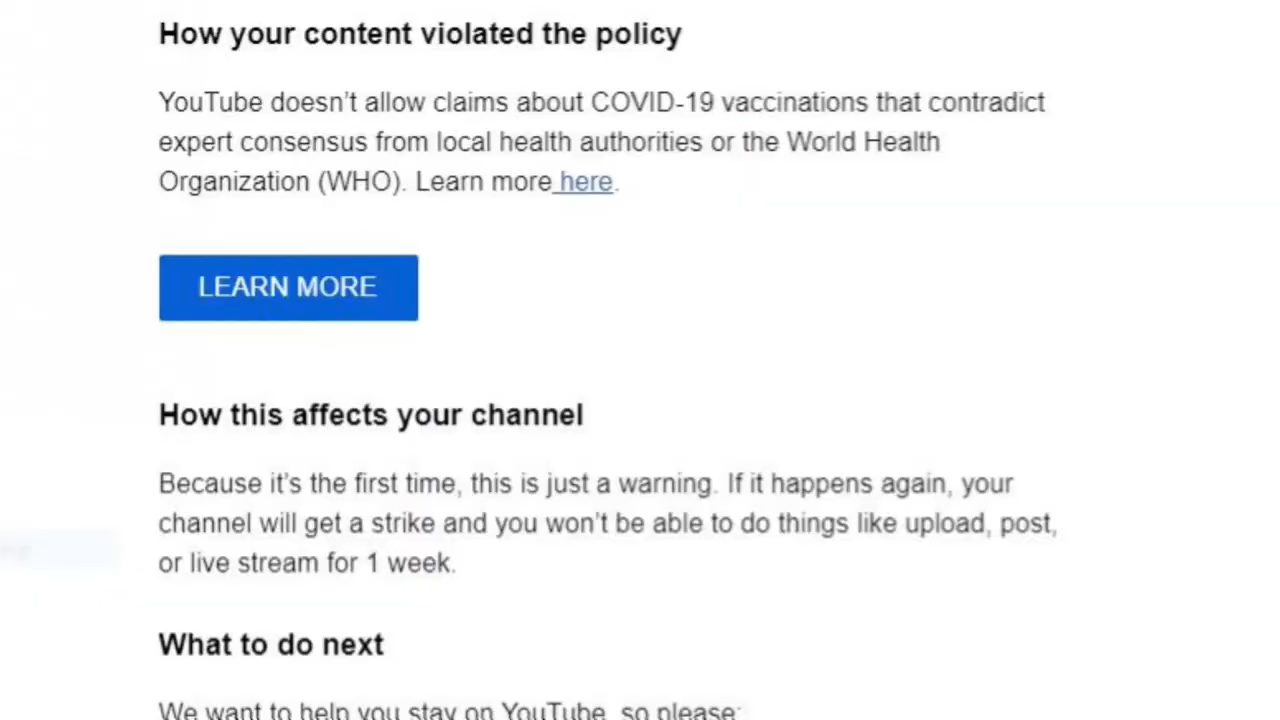 How your content violated the policy
YouTube doesn't allow claims about COVID-19 vaccinations that contradict
expert consensus from local health authorities or the World Health
Organization (WHO). Learn more here.
LEARN MORE
How this affects your channel
Because it's the first time, this is just a warning. If it happens again, your
channel will get a strike and you won't be able to do things like upload, post,
or live stream for 1 week.
What to do next
We want to help you stay on YouTube, so please: